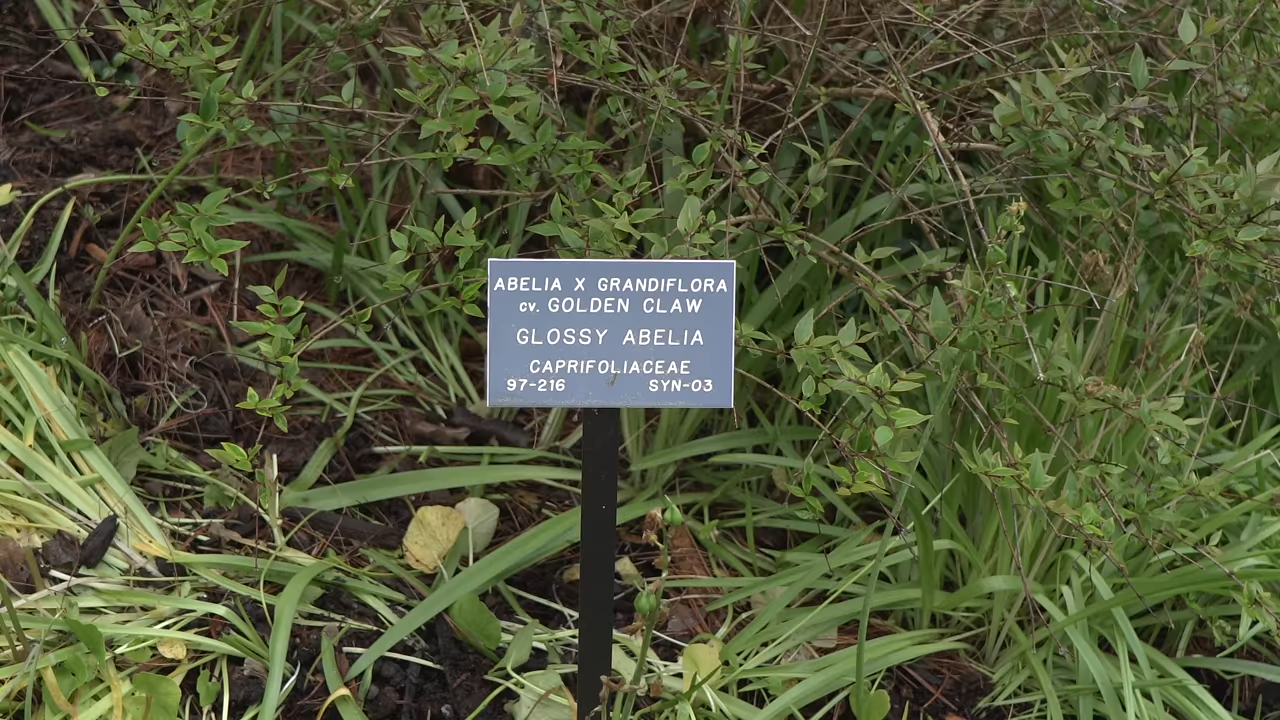 ABELIA X GRANDIFLORA
cv. GOLDEN CLAW
GLOSSY ABELIA
CAPRIFOLIACEAE
97-216 SYN-03